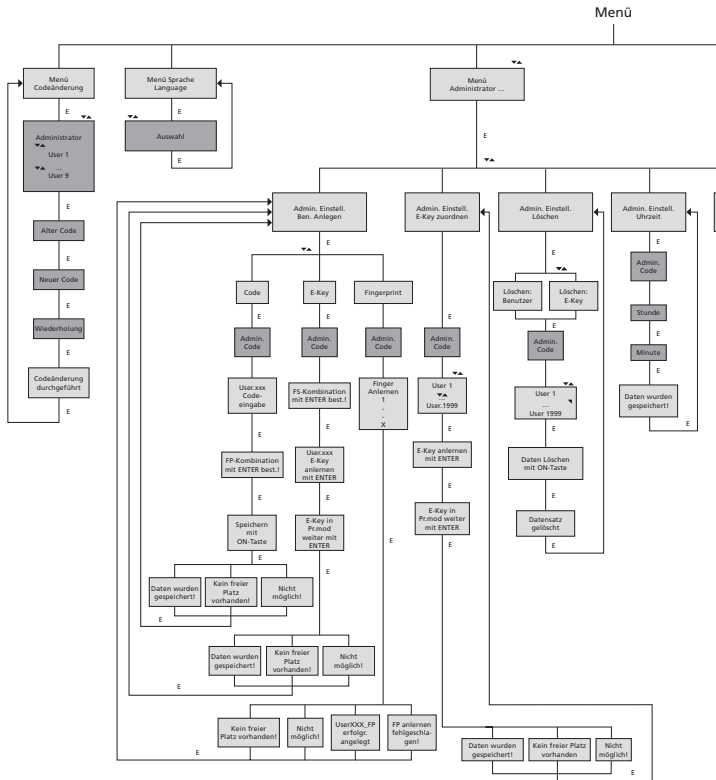 Menü
Menü
Codeänderung
E
Administrator
User 1
...
User 9
E
Alter Code
E
Neuer Code
E
Wiederholung
E
Codeänderung
durchgeführt
E
Menü Sprache
Language
E
Auswahl
E
Menü
Administrator ...
E
Admin. Einstell.
Ben. Anlegen
E
Code
E
Admin.
Code
E
User.xxx
Code-
eingabe
E
FP-Kombination
mit ENTER best.!
E
Speichern
mit
ON-Taste
E
Daten wurden
gespeichert!
Kein freier
Platz
vorhanden!
Nicht
möglich!
E
E-Key
E
Admin.
Code
E
FS-Kombination
mit ENTER best.!
E
User.xxx
E-Key
anlernen
mit ENTER
E
E-Key in
Pr.mod
weiter mit
ENTER
E
Daten wurden
gespeichert!
Kein freier
Platz
vorhanden!
Nicht
möglich!
E
Fingerprint
E
Admin.
Code
E
Finger
Anlernen
1
-
-
X
E
Kein freier
Platz vorhanden!
Nicht
möglich!
UserXXX_FP
erfolgr.
angelegt
FP anlernen
fehlgeschla-
gen!
E
Admin. Einstell.
E-Key zuordnen
E
Admin.
Code
E
User 1
...
User.1999
E
E-Key anlernen
mit ENTER
E
E-Key in
Pr.mod weiter
mit ENTER
E
Daten wurden
gespeichert!
Kein freier
Platz vorhanden
Nicht
möglich!
E
Admin. Einstell.
Löschen
E
Löschen:
Benutzer
Löschen:
E-Key
E
Admin.
Code
E
User 1
...
User 1999
E
Daten Löschen
mit ON-Taste
E
Datensatz
gelöscht
E
Admin. Einstell.
Uhrzeit
E
Admin.
Code
E
Stunde
E
Minute
E
Daten wurden
gespeichert!
E